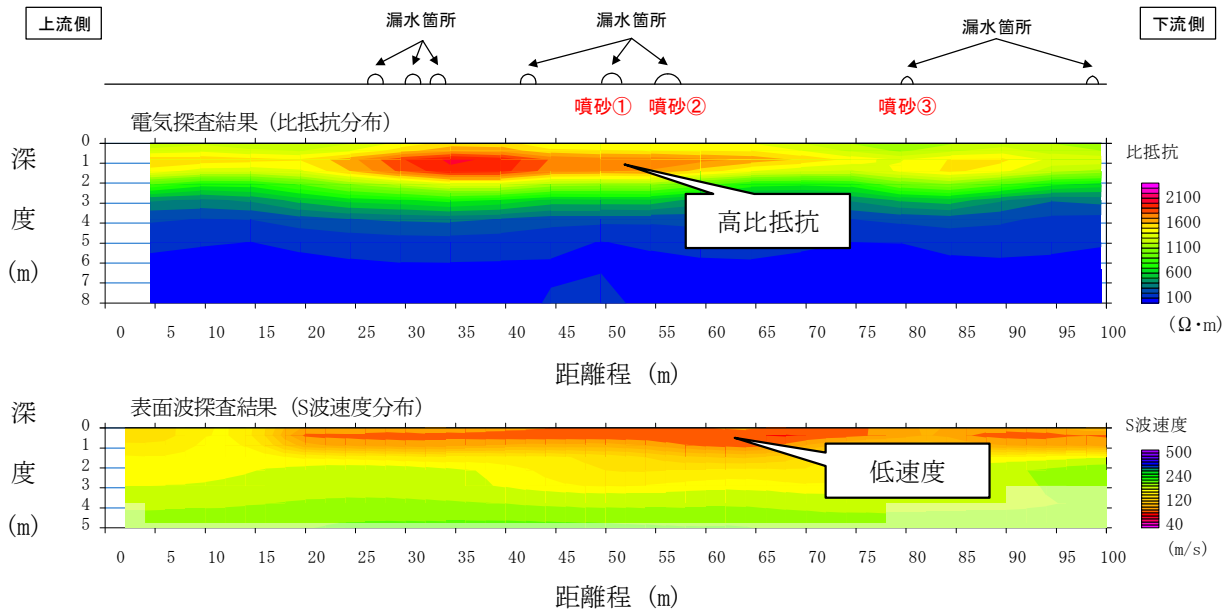 上流側
漏水箇所
漏水箇所
漏水箇所
下流側
噴砂①
噴砂②
噴砂③
電気探査結果（比抵抗分布）
深
度
(m)
0
1
2
3
4
5
6
7
8
高比抵抗
比抵抗
2100
1600
1100
600
100
(Ω・m)
0 5 10 15 20 25 30 35 40 45 50 55 60 65 70 75 80 85 90 95 100
距離程 (m)
表面波探査結果（S波速度分布）
深
度
(m)
0
1
2
3
4
5
低速度
S波速度
500
240
120
40
(m/s)
0 5 10 15 20 25 30 35 40 45 50 55 60 65 70 75 80 85 90 95 100
距離程 (m)